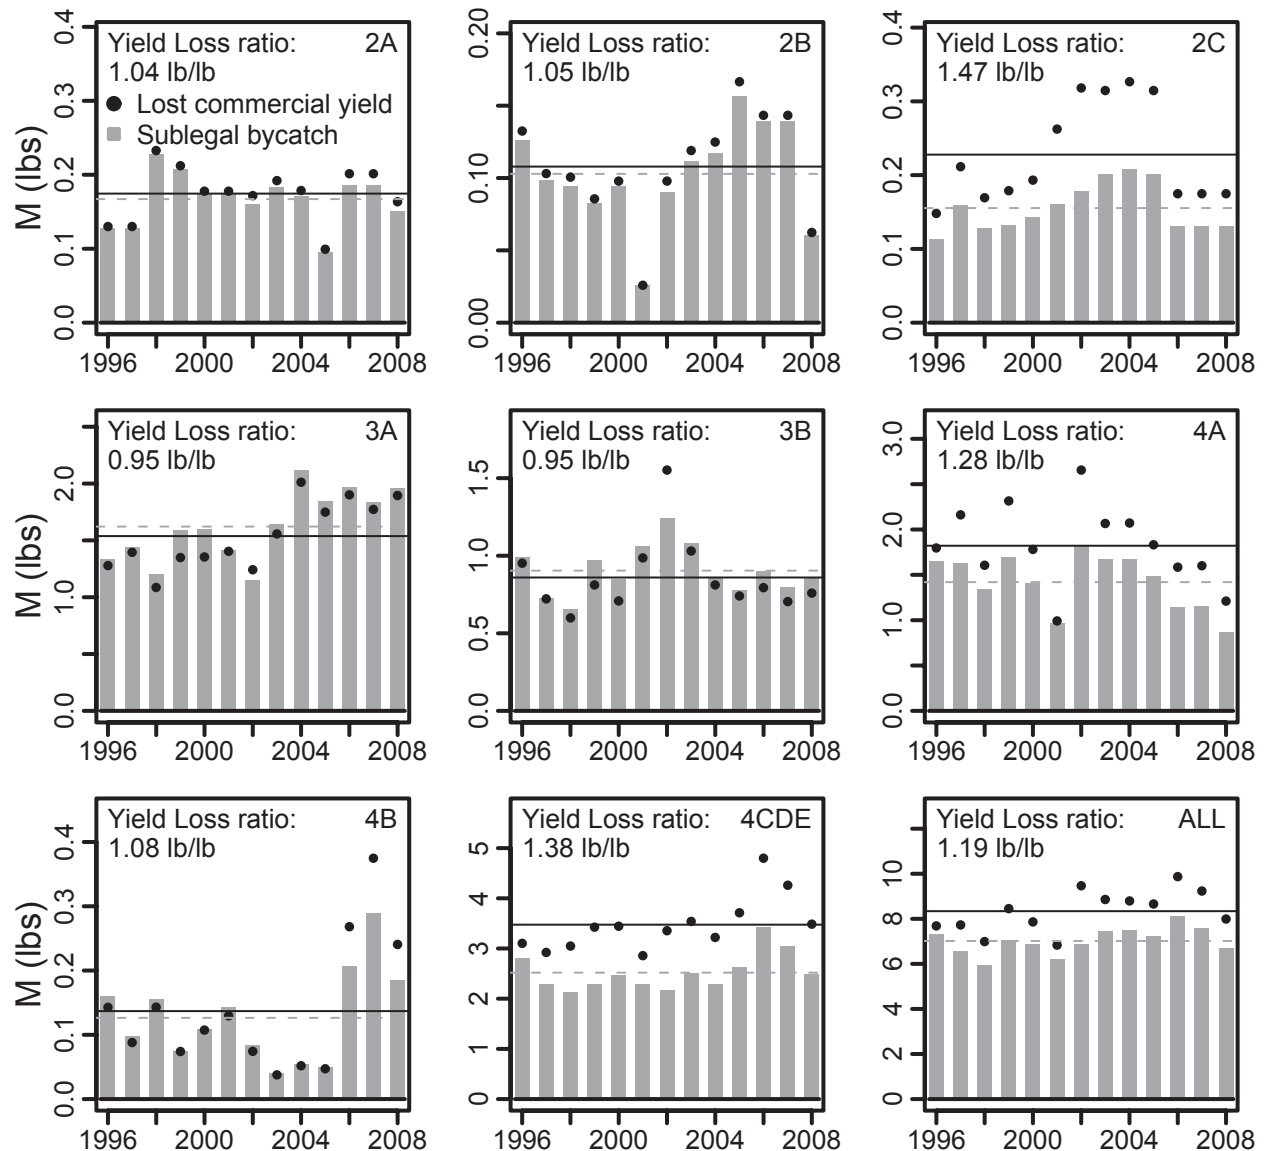 Yield Loss ratio: 2A
1.04 lb/lb
Lost commercial yield
Sublegal bycatch
M (lbs)
0.4
0.3
0.2
0.1
0.0
1996 2000 2004 2008
Yield Loss ratio: 2B
1.05 lb/lb
0.20
0.10
0.00
1996 2000 2004 2008
Yield Loss ratio: 2C
1.47 lb/lb
0.4
0.3
0.2
0.1
0.0
1996 2000 2004 2008
Yield Loss ratio: 3A
0.95 lb/lb
M (lbs)
2.0
1.0
0.0
1996 2000 2004 2008
Yield Loss ratio: 3B
0.95 lb/lb
1.5
1.0
0.5
0.0
1996 2000 2004 2008
Yield Loss ratio: 4A
1.28 lb/lb
3.0
2.0
1.0
0.0
1996 2000 2004 2008
Yield Loss ratio: 4B
1.08 lb/lb
M (lbs)
0.4
0.3
0.2
0.1
0.0
1996 2000 2004 2008
Yield Loss ratio: 4CDE
1.38 lb/lb
5
4
3
2
1
0
1996 2000 2004 2008
Yield Loss ratio: ALL
1.19 lb/lb
10
8
6
4
2
0
1996 2000 2004 2008